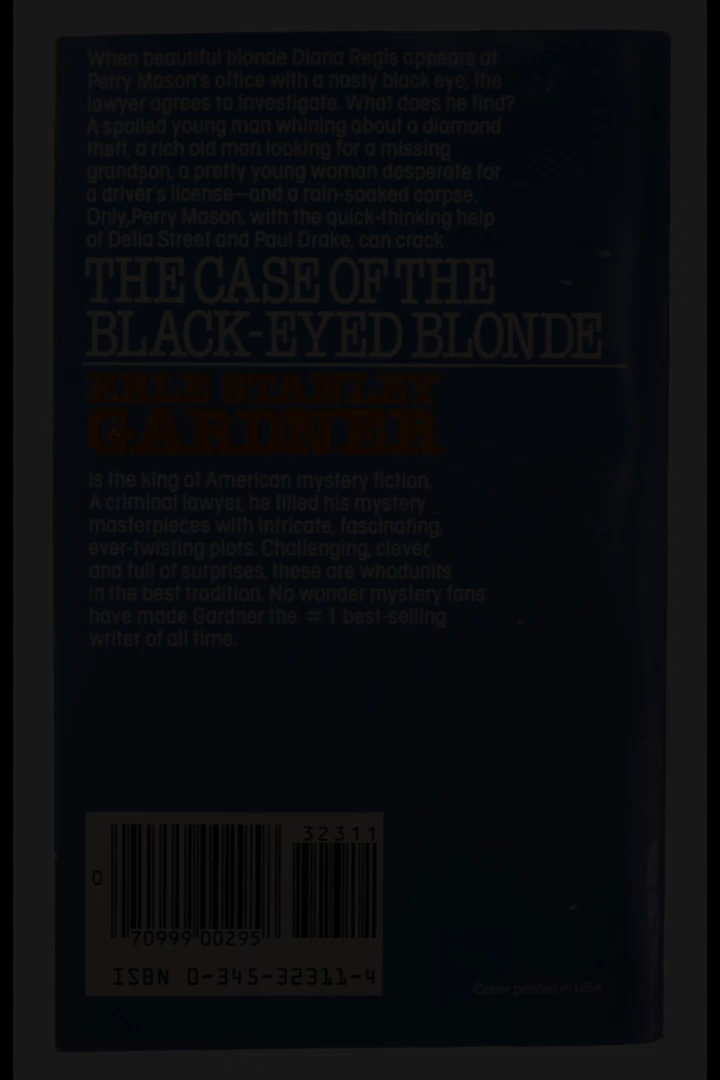 When beautiful blonde Diana Regis appears at
Perry Mason's office with a nasty black eye, the
lawyer agrees to investigate. What does he find?
A spoiled young man whining about a diamond
theft, a rich old man looking for a missing
grandson, a pretty young woman desperate for
a driver's license—and a rain-soaked corpse.
Only Perry Mason, with the quick-thinking help
of Della Street and Paul Drake, can crack
THE CASE OF THE
BLACK-EYED BLONDE
ERLE STANLEY
GARDNER
is the king of American mystery fiction.
A criminal lawyer, he filled his mystery
masterpieces with intricate, fascinating,
ever-twisting plots. Challenging, clever,
and full of surprises, these are whodunits
in the best tradition. No wonder mystery fans
have made Gardner the #1 best-selling
writer of all time.
32311
0
70999 00295
ISBN 0-345-32311-4
Cover printed in USA